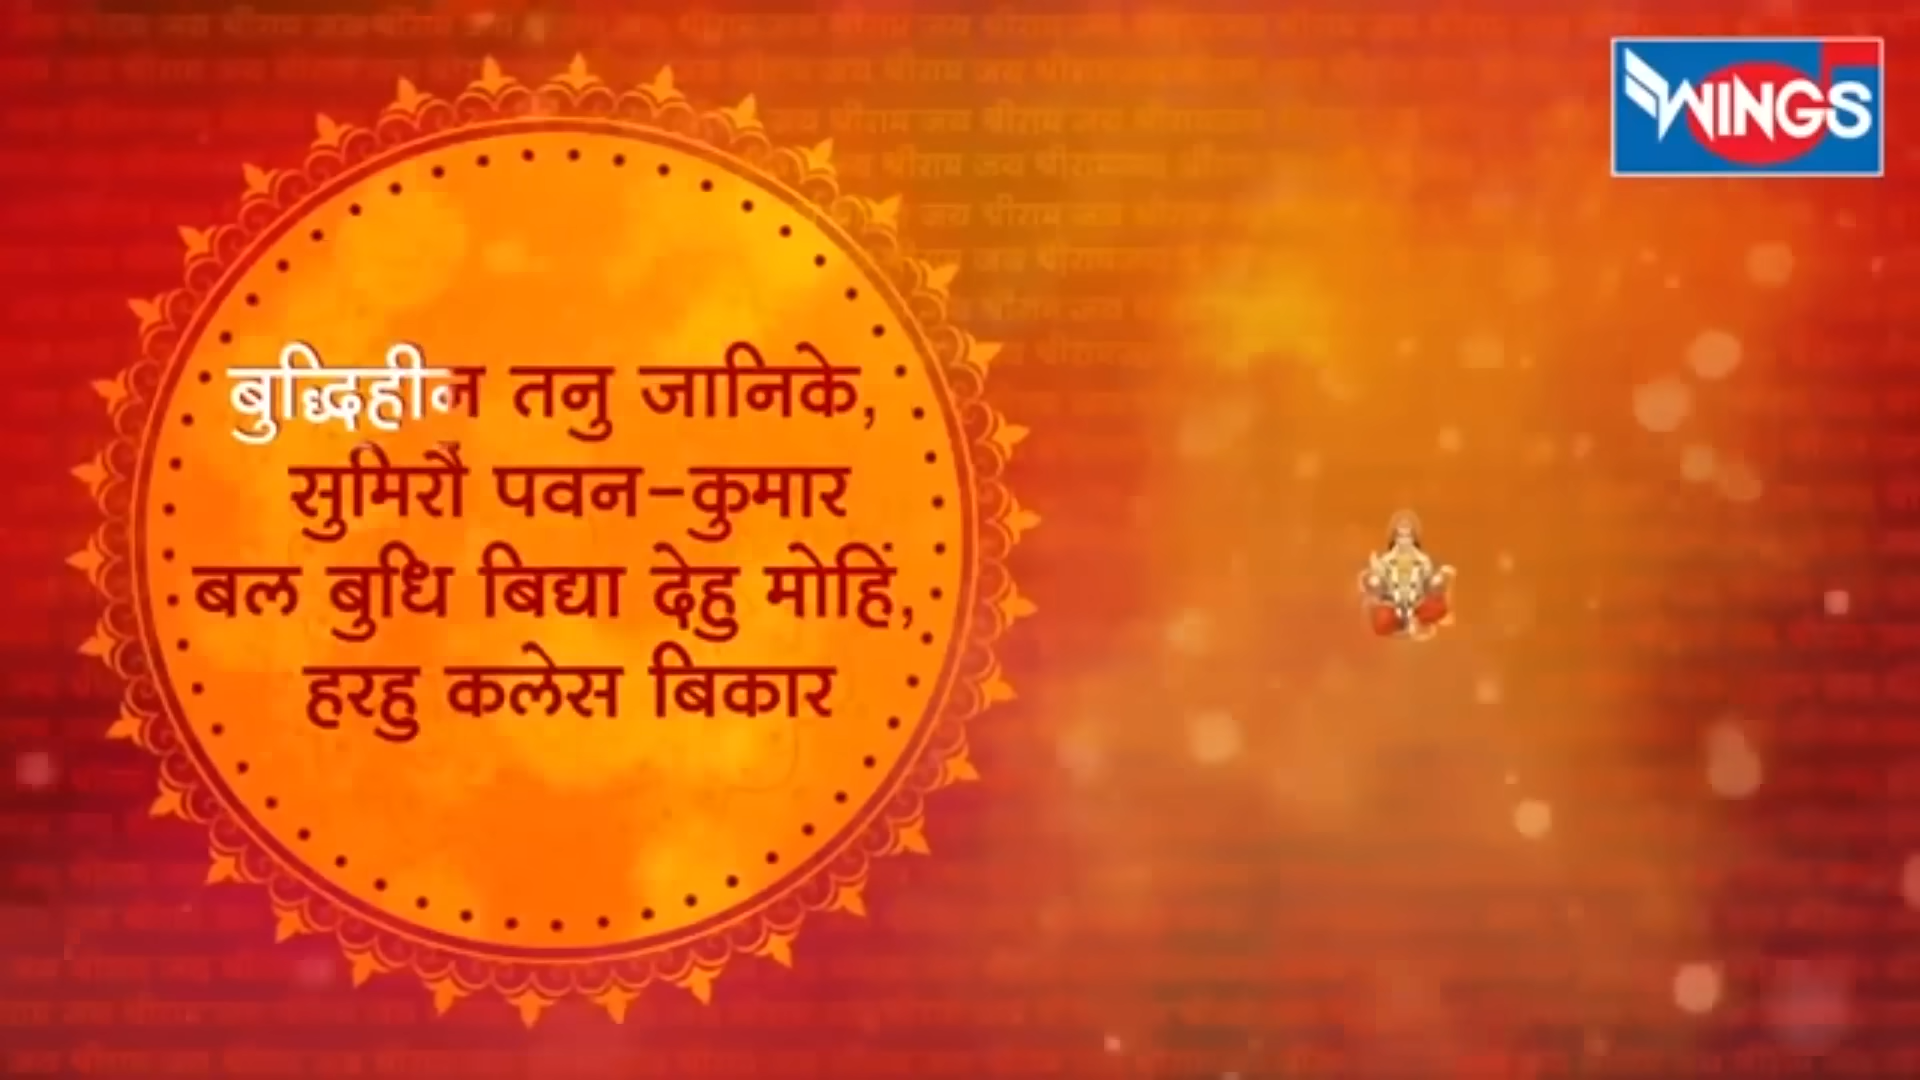 WINGS
बुद्धिहीन तनु जानिके,
सुमिरौं पवन-कुमार
बल बुधि बिद्या देहु मोहिं,
हरहु कलेस बिकार